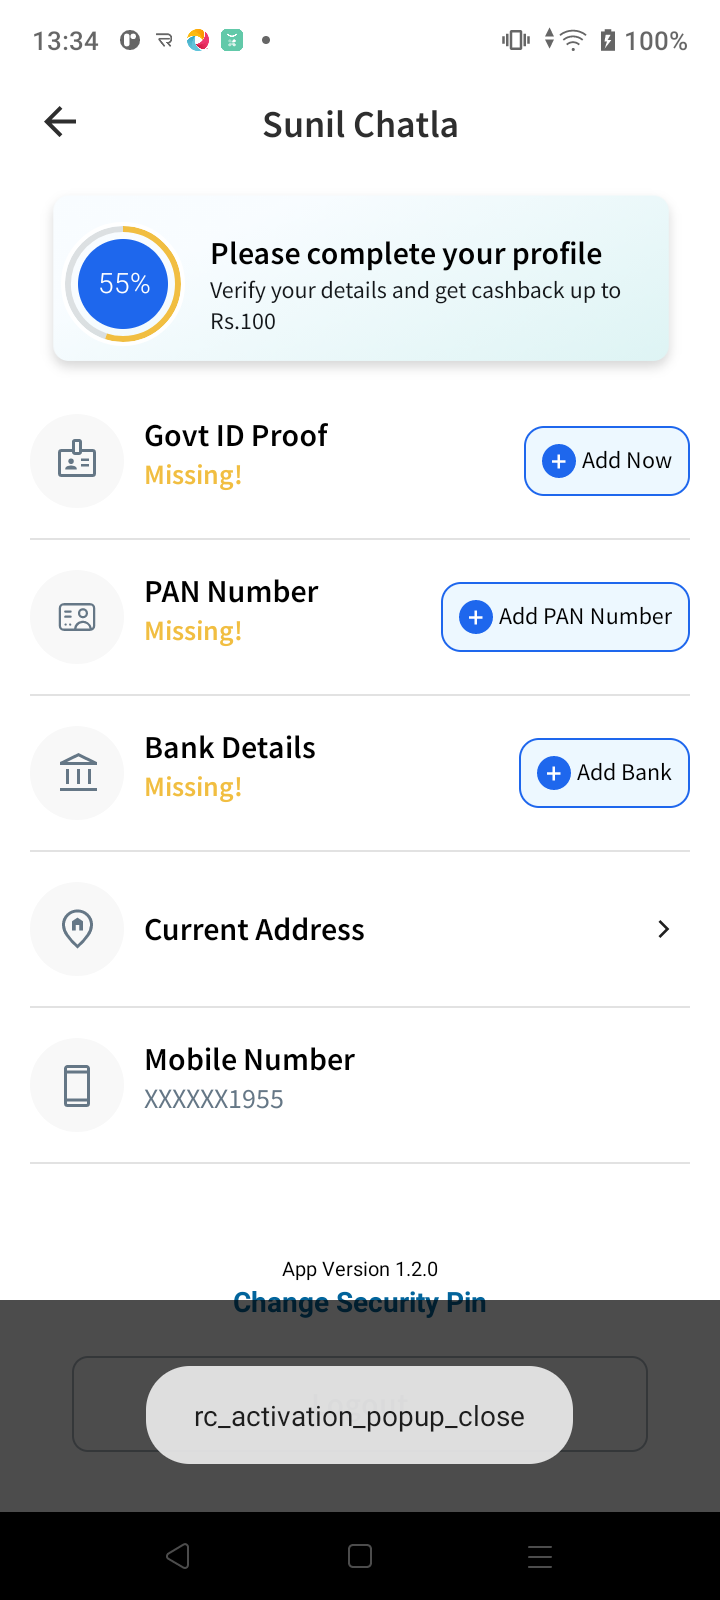 13:34
100%
Sunil Chatla
55%
Please complete your profile
Verify your details and get cashback up to
Rs.100
Govt ID Proof
Missing!
Add Now
PAN Number
Missing!
Add PAN Number
Bank Details
Missing!
Add Bank
Current Address
Mobile Number
XXXXXX1955
App Version 1.2.0
Change Security Pin
rc_activation_popup_close